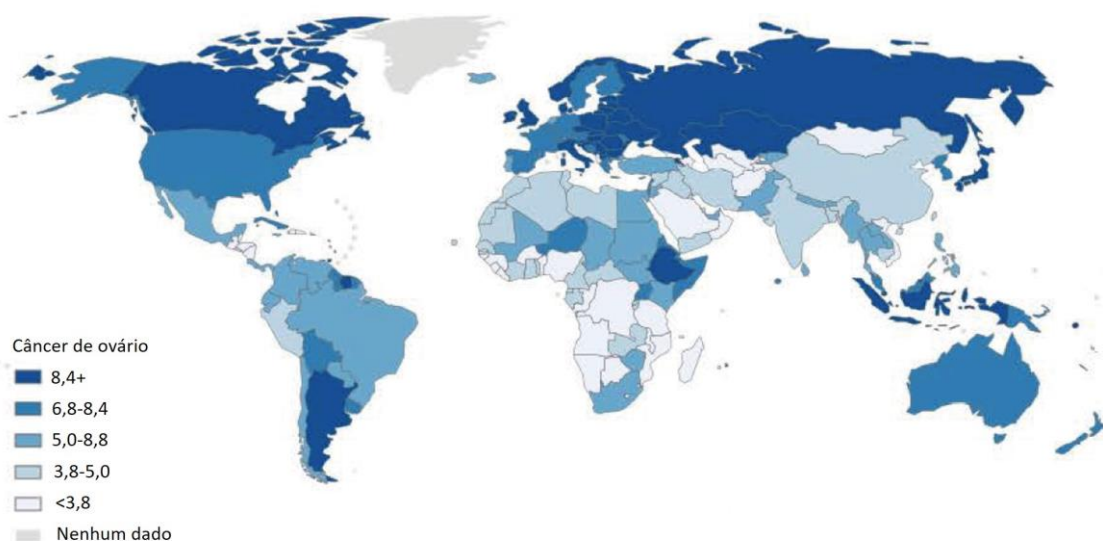 Câncer de ovário
8,4+
6,8-8,4
5,0-8,8
3,8-5,0
<3,8
Nenhum dado